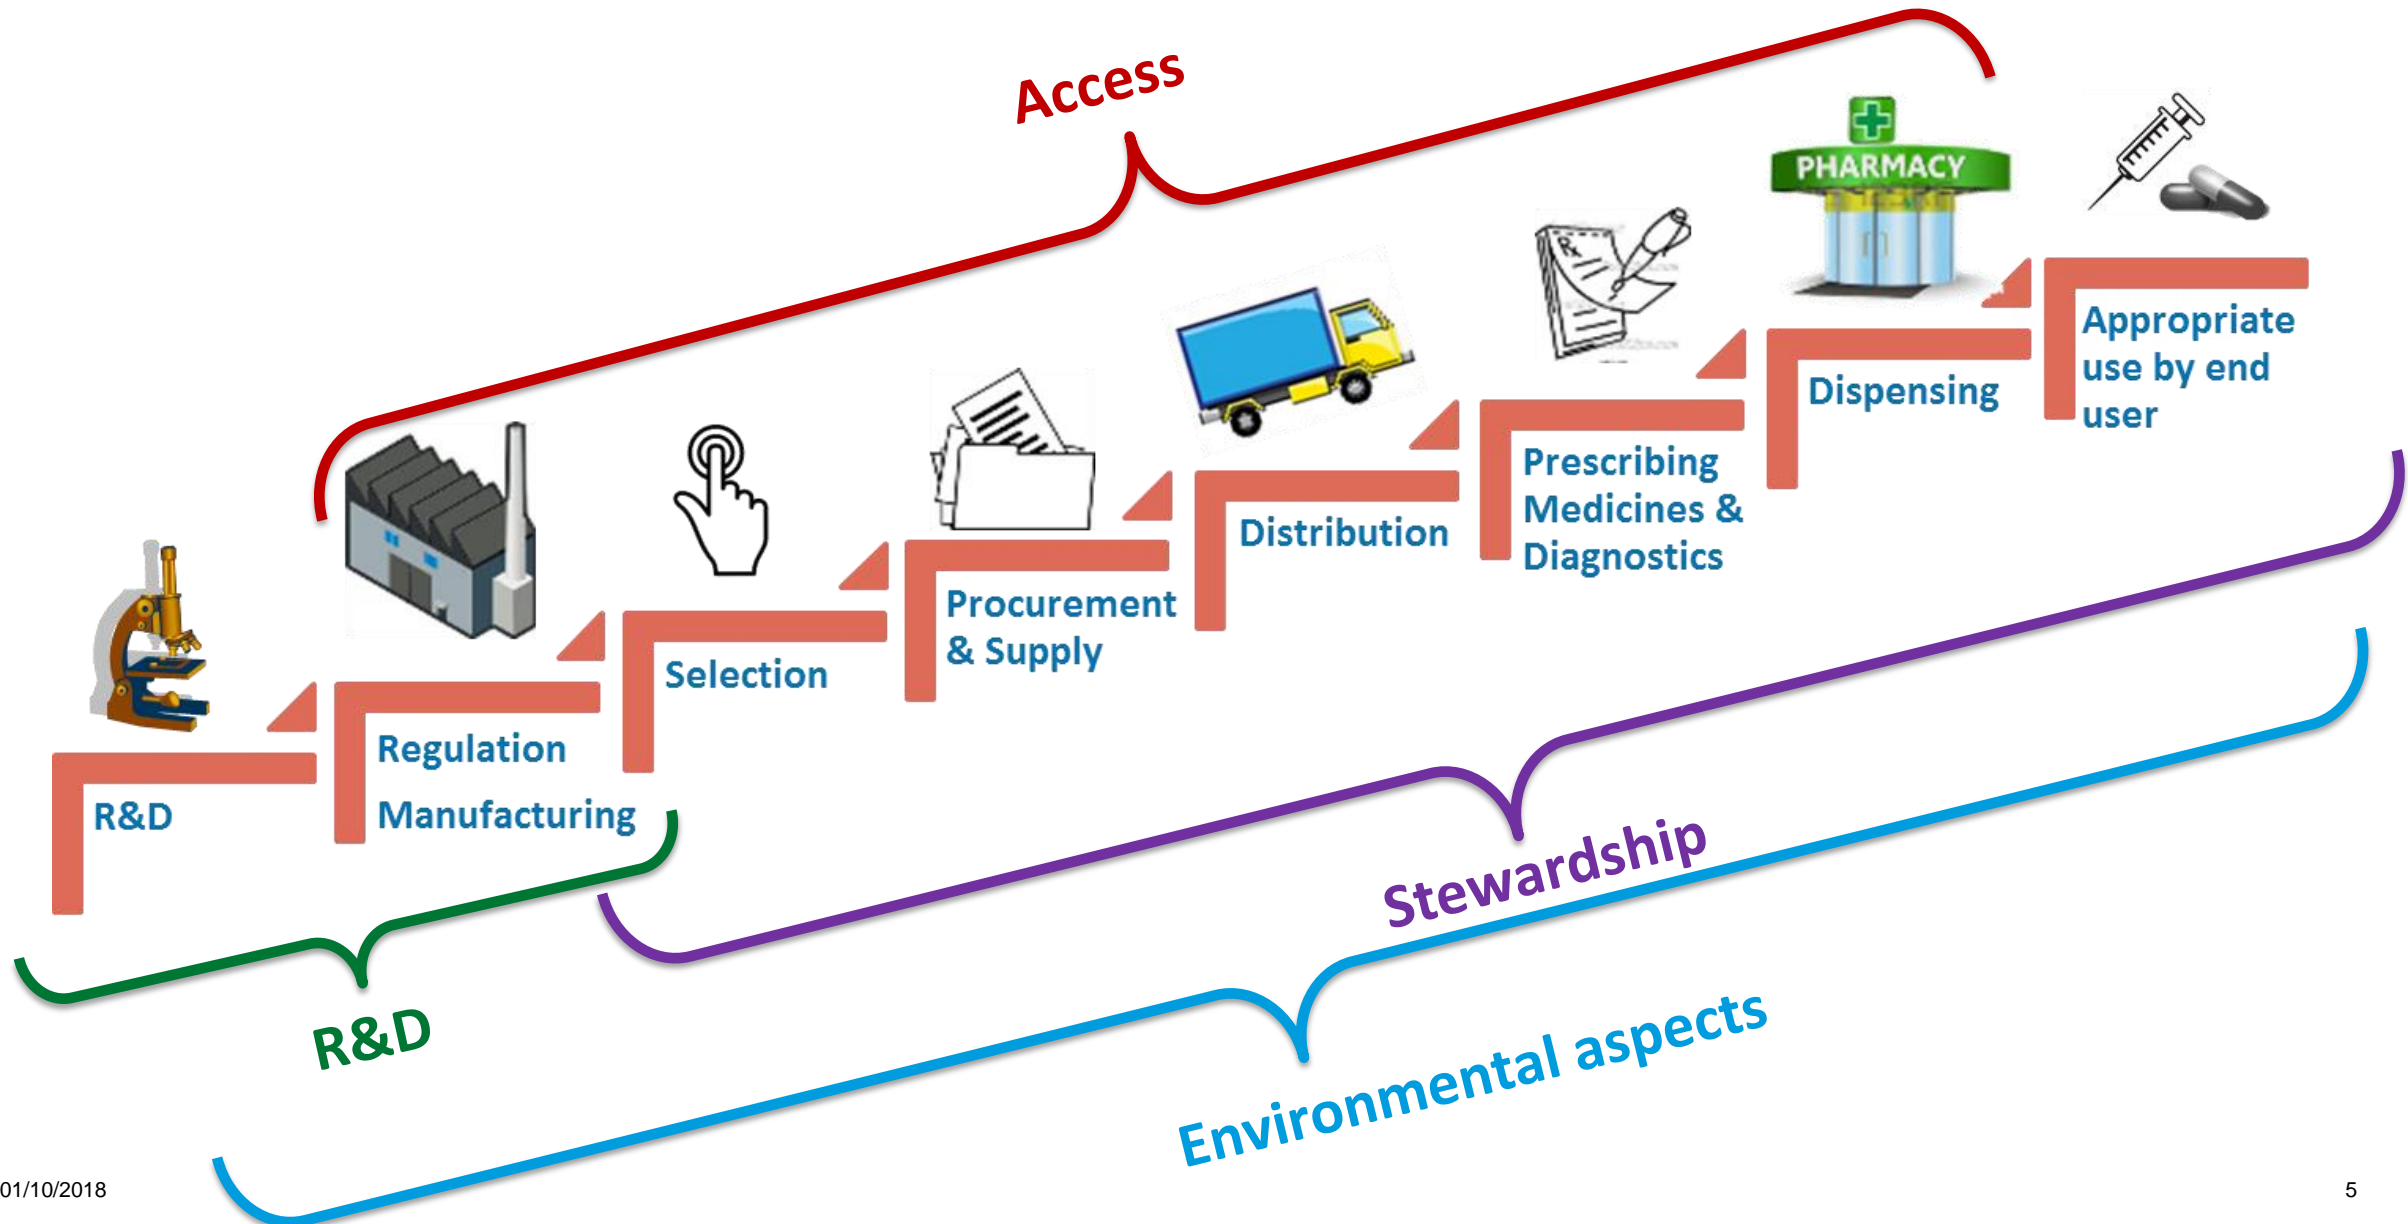 Access
PHARMACY
Appropriate
use by end
user
Dispensing
Prescribing
Medicines &
Diagnostics
Distribution
Procurement
& Supply
Selection
Regulation
Manufacturing
R&D
Stewardship
R&D
Environmental aspects
01/10/2018
5